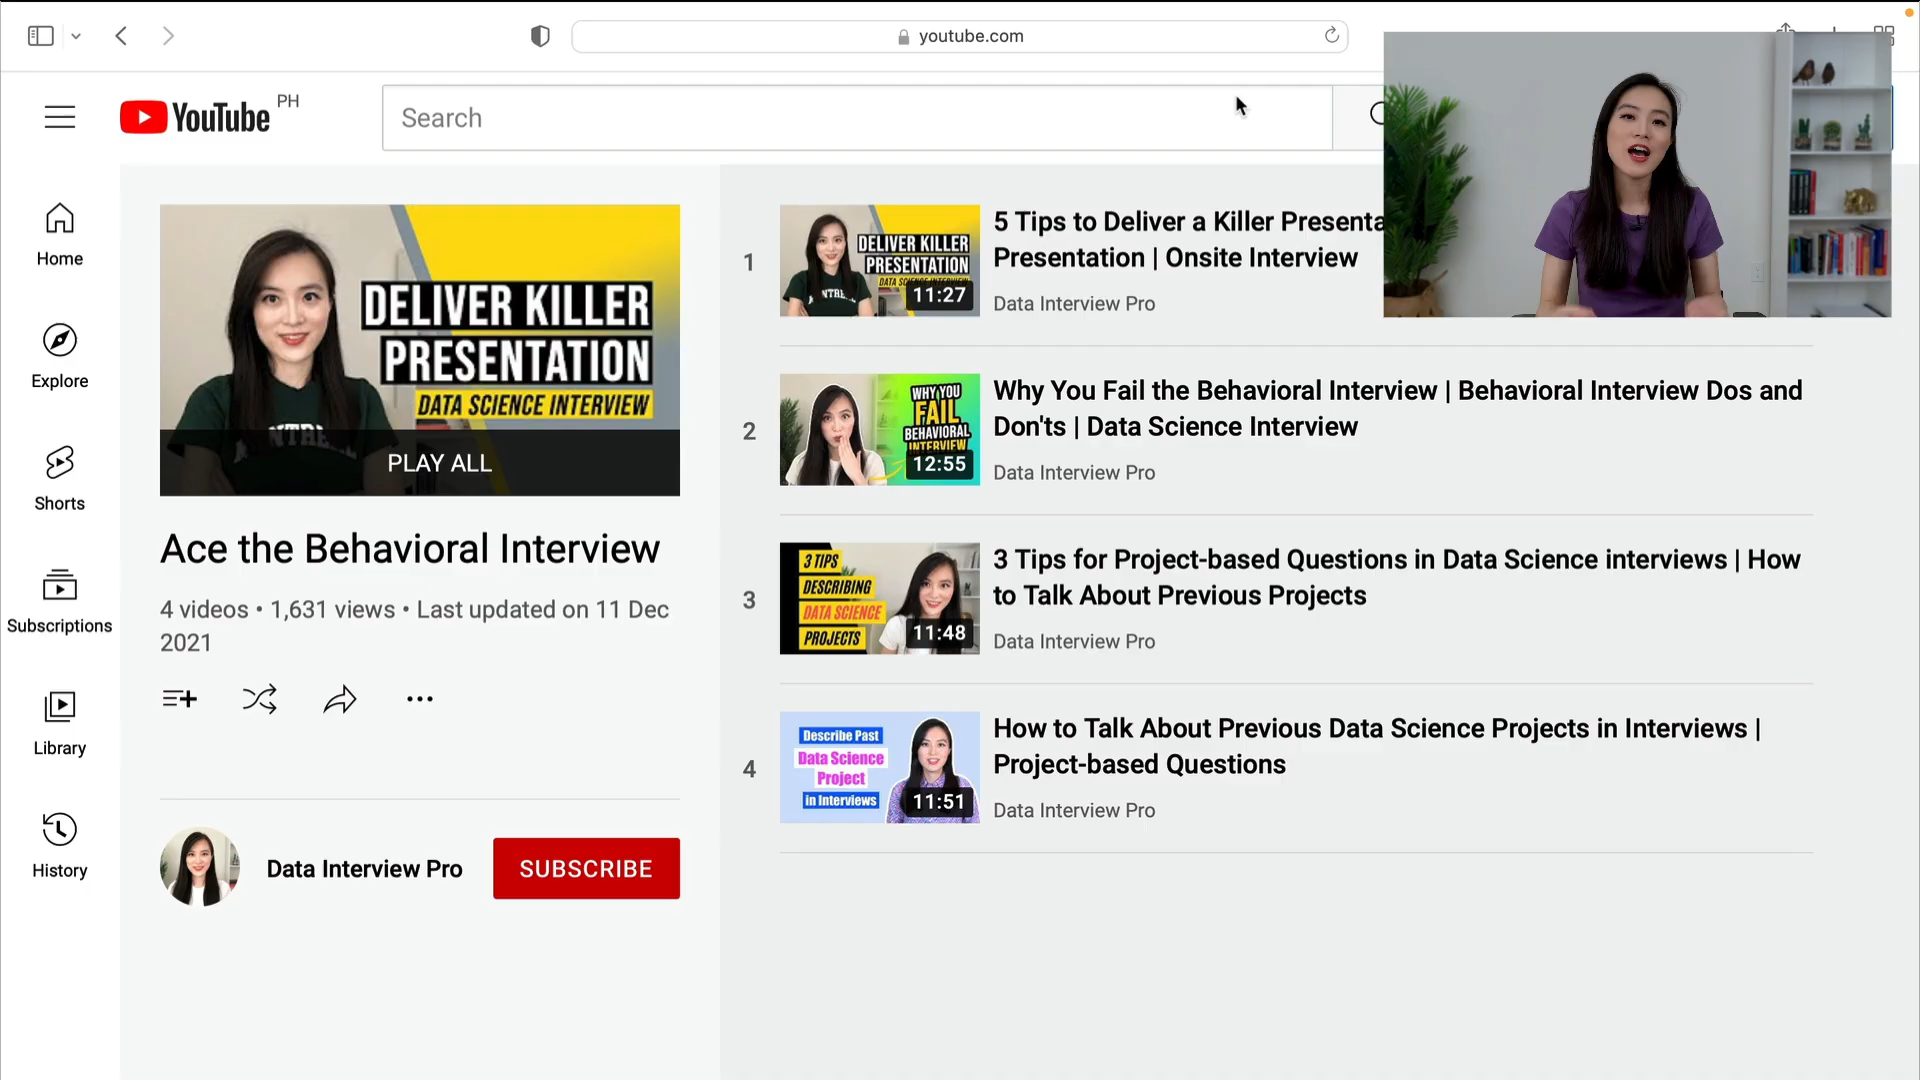 youtube.com
YouTube PH
Search
Home
Explore
Shorts
Subscriptions
Library
History
DELIVER KILLER
PRESENTATION
DATA SCIENCE INTERVIEW
PLAY ALL
Ace the Behavioral Interview
4 videos • 1,631 views • Last updated on 11 Dec
2021
Data Interview Pro
SUBSCRIBE
1
DELIVER KILLER
PRESENTATION
DATA SCIENCE INTERVIEW
11:27
5 Tips to Deliver a Killer Presenta
Presentation | Onsite Interview
Data Interview Pro
2
WHY YOU
FAIL
BEHAVIORAL
INTERVIEW
12:55
Why You Fail the Behavioral Interview | Behavioral Interview Dos and
Don'ts | Data Science Interview
Data Interview Pro
3
3 TIPS
DESCRIBING
DATA SCIENCE
PROJECTS
11:48
3 Tips for Project-based Questions in Data Science interviews | How
to Talk About Previous Projects
Data Interview Pro
4
Describe Past
Data Science
Project
in Interviews
11:51
How to Talk About Previous Data Science Projects in Interviews |
Project-based Questions
Data Interview Pro